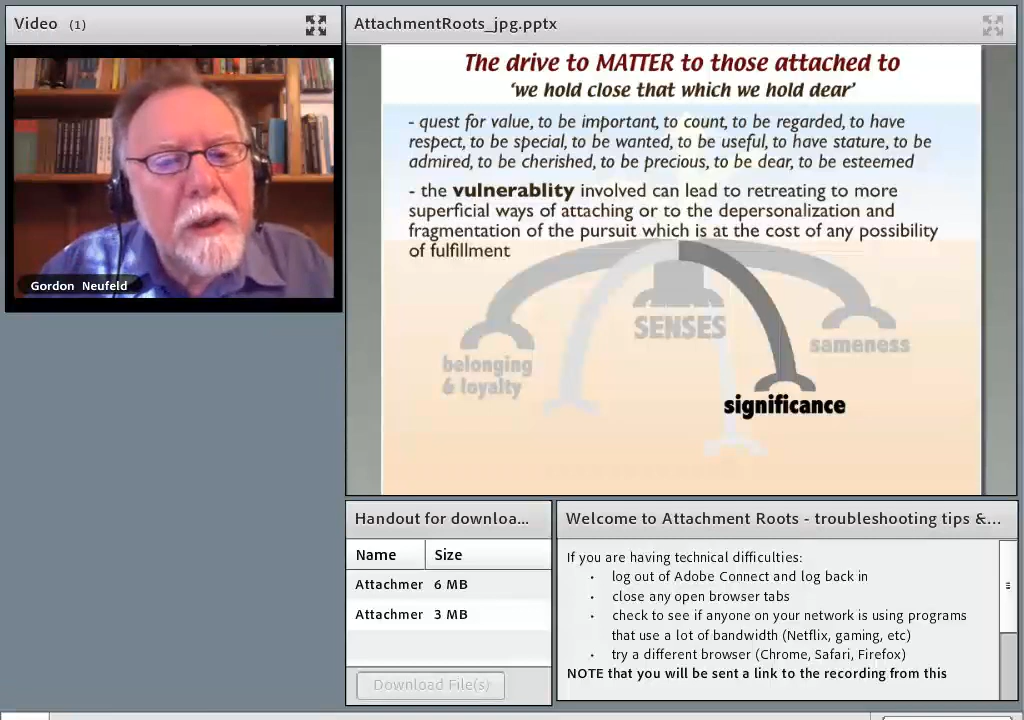 Video (1)
AttachmentRoots_jpg.pptx
Gordon Neufeld
The drive to MATTER to those attached to
‘we hold close that which we hold dear’
- quest for value, to be important, to count, to be regarded, to have
respect, to be special, to be wanted, to be useful, to have stature, to be
admired, to be cherished, to be precious, to be dear, to be esteemed
- the vulnerablity involved can lead to retreating to more
superficial ways of attaching or to the depersonalization and
fragmentation of the pursuit which is at the cost of any possibility
of fulfillment
SENSES
sameness
belonging
& loyalty
significance
Handout for downloa...
Name Size
Attachmer 6 MB
Attachmer 3 MB
Download File(s)
Welcome to Attachment Roots - troubleshooting tips &...
If you are having technical difficulties:
• log out of Adobe Connect and log back in
• close any open browser tabs
• check to see if anyone on your network is using programs
that use a lot of bandwidth (Netflix, gaming, etc)
• try a different browser (Chrome, Safari, Firefox)
NOTE that you will be sent a link to the recording from this